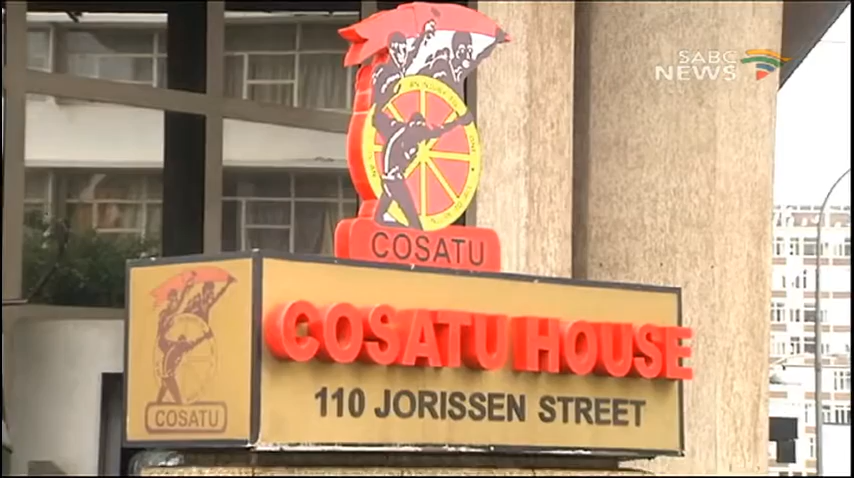 SABC
NEWS
COSATU
COSATU HOUSE
110 JORISSEN STREET
COSATU